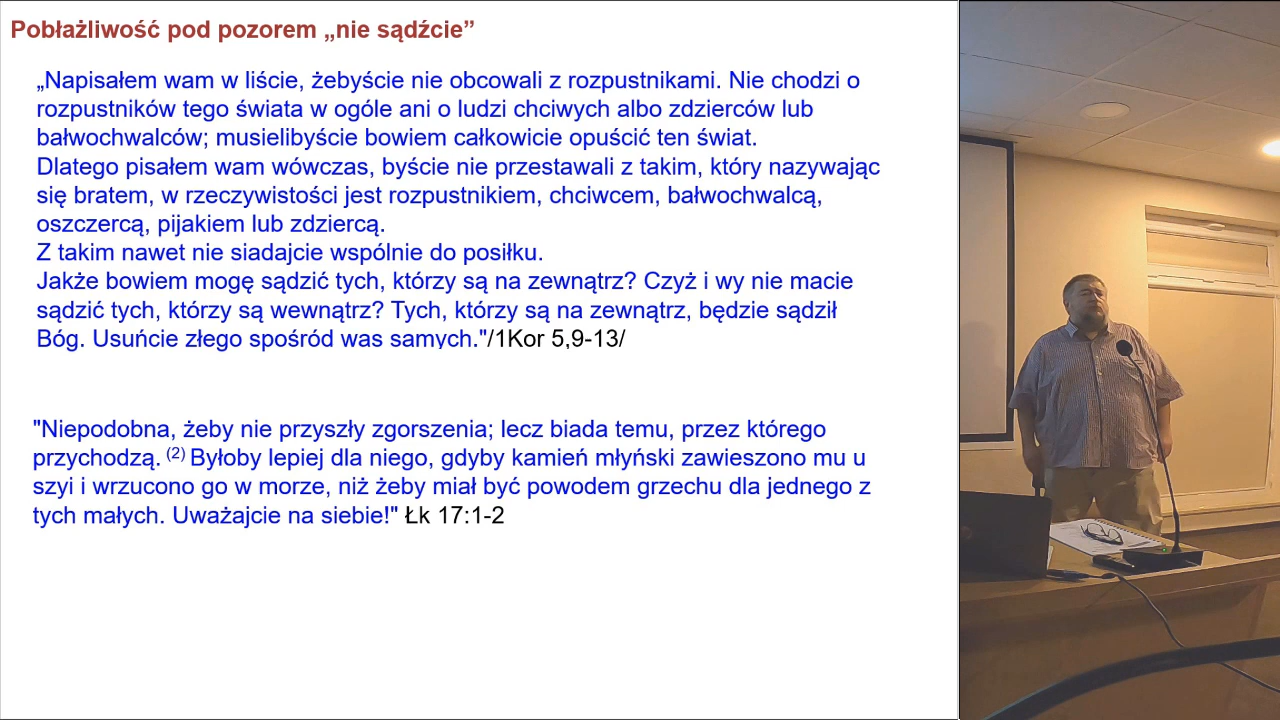 Pobłażliwość pod pozorem „nie sądźcie”
„Napisałem wam w liście, żebyście nie obcowali z rozpustnikami. Nie chodzi o
rozpustników tego świata w ogóle ani o ludzi chciwych albo zdzierców lub
bałwochwalców; musielibyście bowiem całkowicie opuścić ten świat.
Dlatego pisałem wam wówczas, byście nie przestawali z takim, który nazywając
się bratem, w rzeczywistości jest rozpustnikiem, chciwcem, bałwochwalcą,
oszczercą, pijakiem lub zdziercą.
Z takim nawet nie siadajcie wspólnie do posiłku.
Jakże bowiem mogę sądzić tych, którzy są na zewnątrz? Czyż i wy nie macie
sądzić tych, którzy są wewnątrz? Tych, którzy są na zewnątrz, będzie sądził
Bóg. Usuńcie złego spośród was samych."/1Kor 5,9-13/
"Niepodobna, żeby nie przyszły zgorszenia; lecz biada temu, przez którego
przychodzą. (2) Byłoby lepiej dla niego, gdyby kamień młyński zawieszono mu u
szyi i wrzucono go w morze, niż żeby miał być powodem grzechu dla jednego z
tych małych. Uważajcie na siebie!" Łk 17:1-2